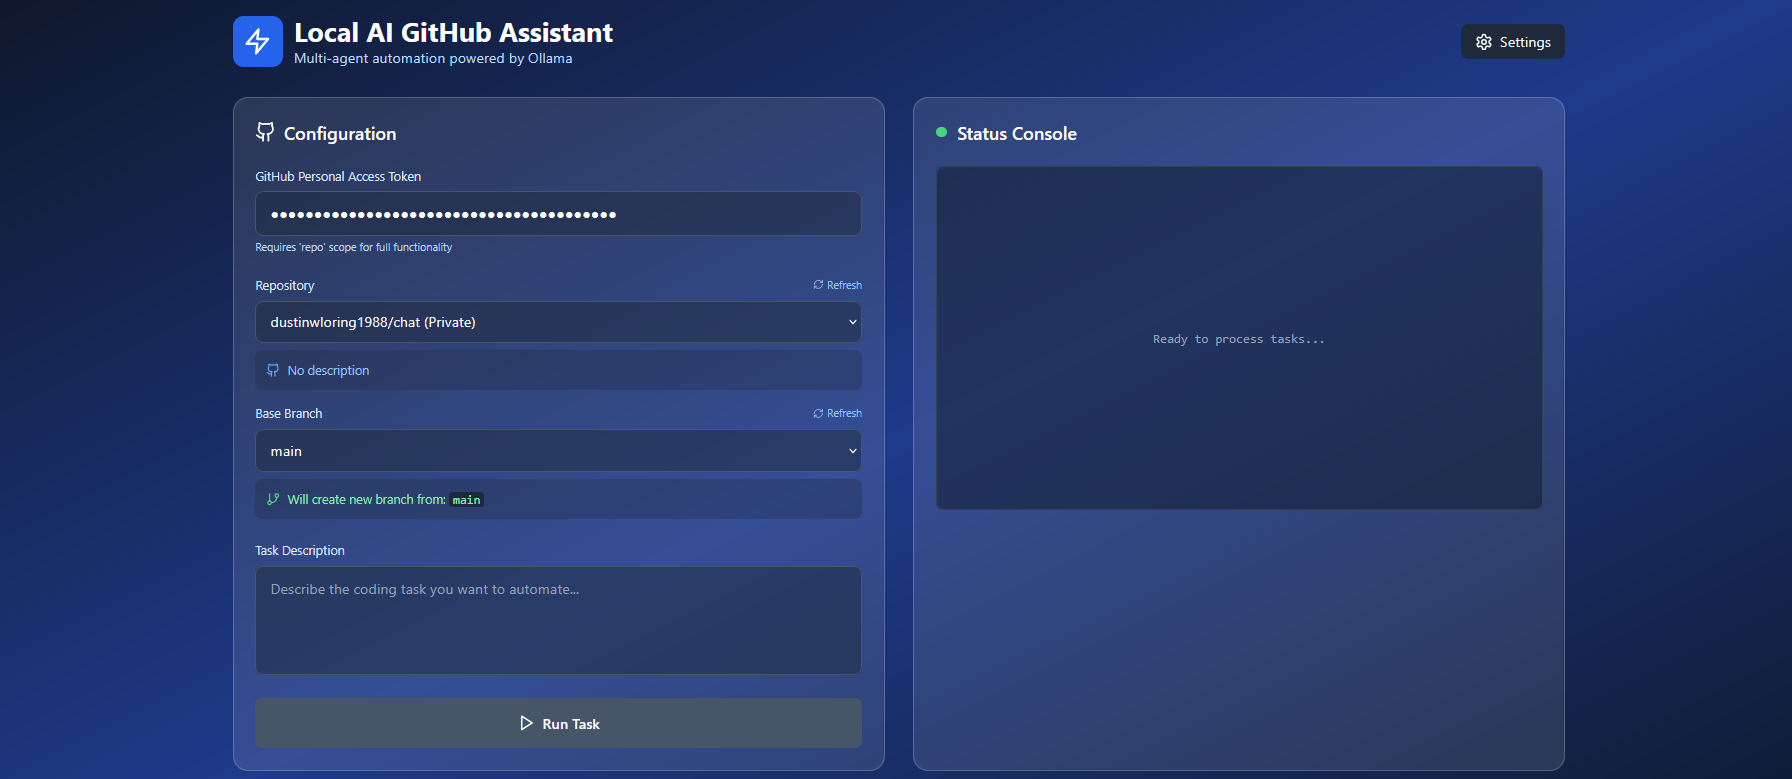 Local AI GitHub Assistant
Multi-agent automation powered by Ollama
Settings
Configuration
GitHub Personal Access Token
••••••••••••••••••••••••••••••••••••••••
Requires 'repo' scope for full functionality
Repository
Refresh
dustinwloring1988/chat (Private)
No description
Base Branch
Refresh
main
Will create new branch from: main
Task Description
Describe the coding task you want to automate...
Run Task
Status Console
Ready to process tasks...